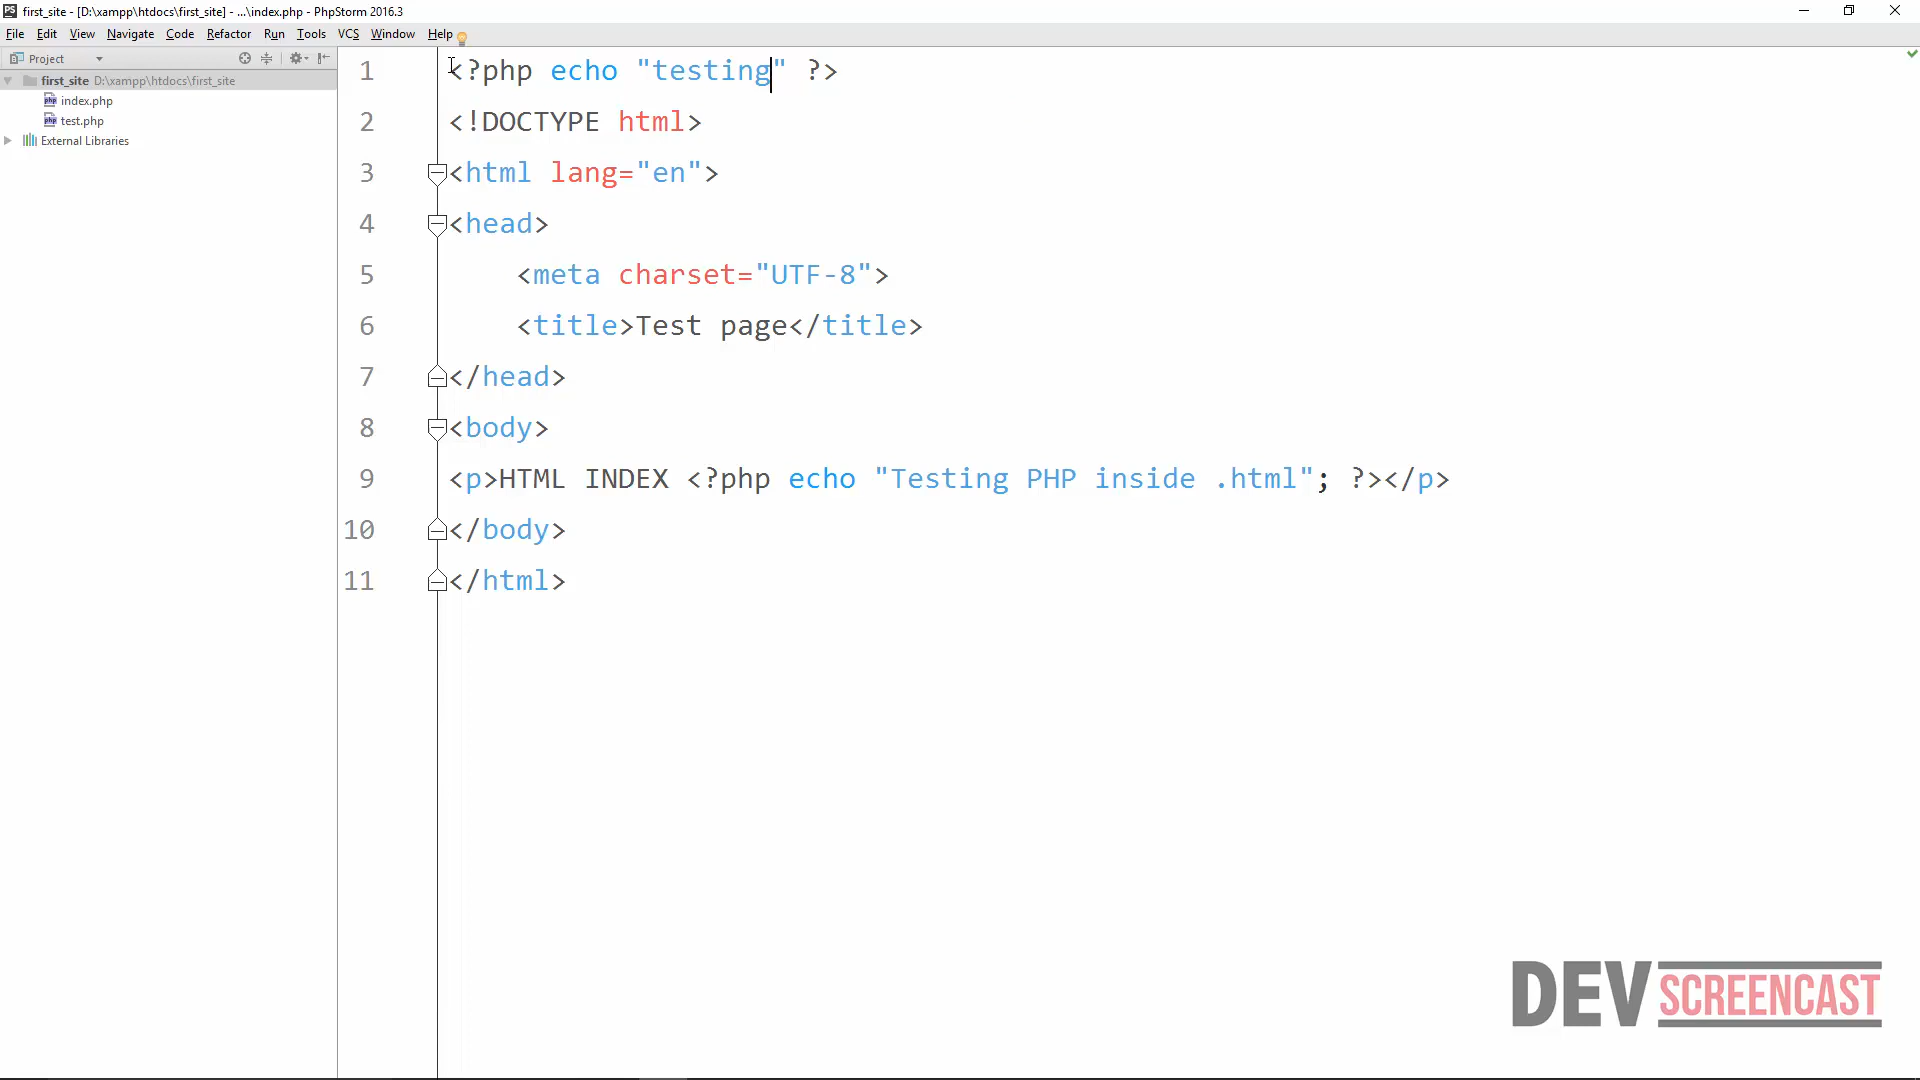 first_site - [D:\xampp\htdocs\first_site] - ...\index.php - PhpStorm 2016.3
File Edit View Navigate Code Refactor Run Tools VCS Window Help
Project
first_site D:\xampp\htdocs\first_site
index.php
test.php
External Libraries
1 <?php echo "testing" ?>
2 <!DOCTYPE html>
3 <html lang="en">
4 <head>
5 <meta charset="UTF-8">
6 <title>Test page</title>
7 </head>
8 <body>
9 <p>HTML INDEX <?php echo "Testing PHP inside .html"; ?></p>
10 </body>
11 </html>
DEV SCREENCAST